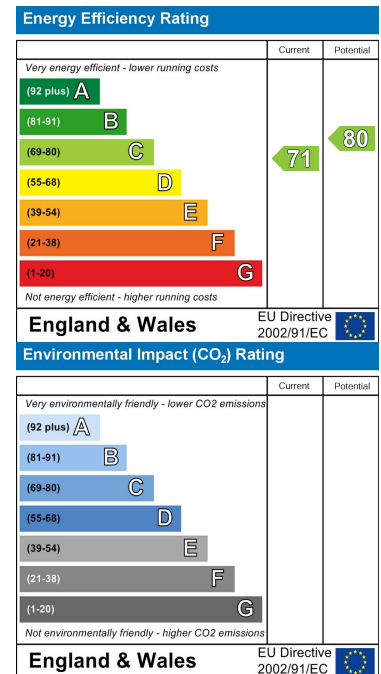 Energy Efficiency Rating
Current Potential
Very energy efficient - lower running costs
(92 plus) A
(81-91) B
(69-80) C
(55-68) D
(39-54) E
(21-38) F
(1-20) G
71
80
Not energy efficient - higher running costs
England & Wales
EU Directive
2002/91/EC
Environmental Impact (CO₂) Rating
Current Potential
Very environmentally friendly - lower CO2 emissions
(92 plus) A
(81-91) B
(69-80) C
(55-68) D
(39-54) E
(21-38) F
(1-20) G
Not environmentally friendly - higher CO2 emissions
England & Wales
EU Directive
2002/91/EC